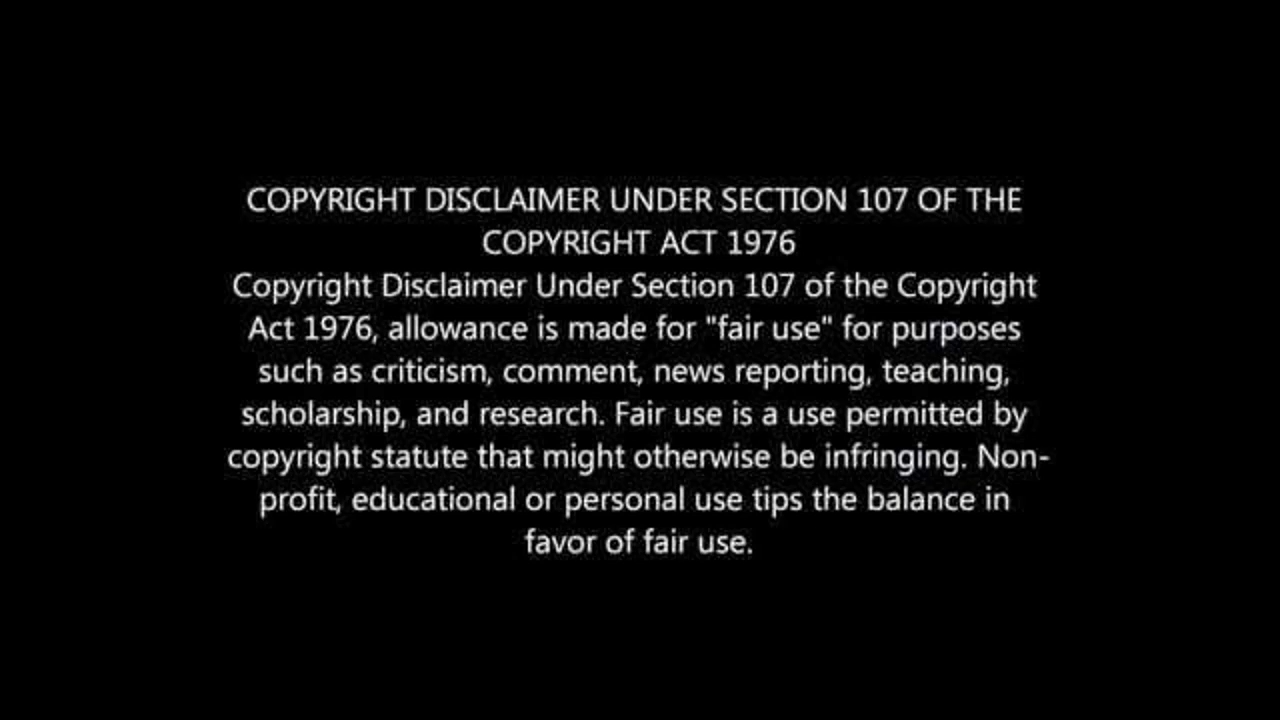 COPYRIGHT DISCLAIMER UNDER SECTION 107 OF THE
COPYRIGHT ACT 1976
Copyright Disclaimer Under Section 107 of the Copyright
Act 1976, allowance is made for "fair use" for purposes
such as criticism, comment, news reporting, teaching,
scholarship, and research. Fair use is a use permitted by
copyright statute that might otherwise be infringing. Non-
profit, educational or personal use tips the balance in
favor of fair use.